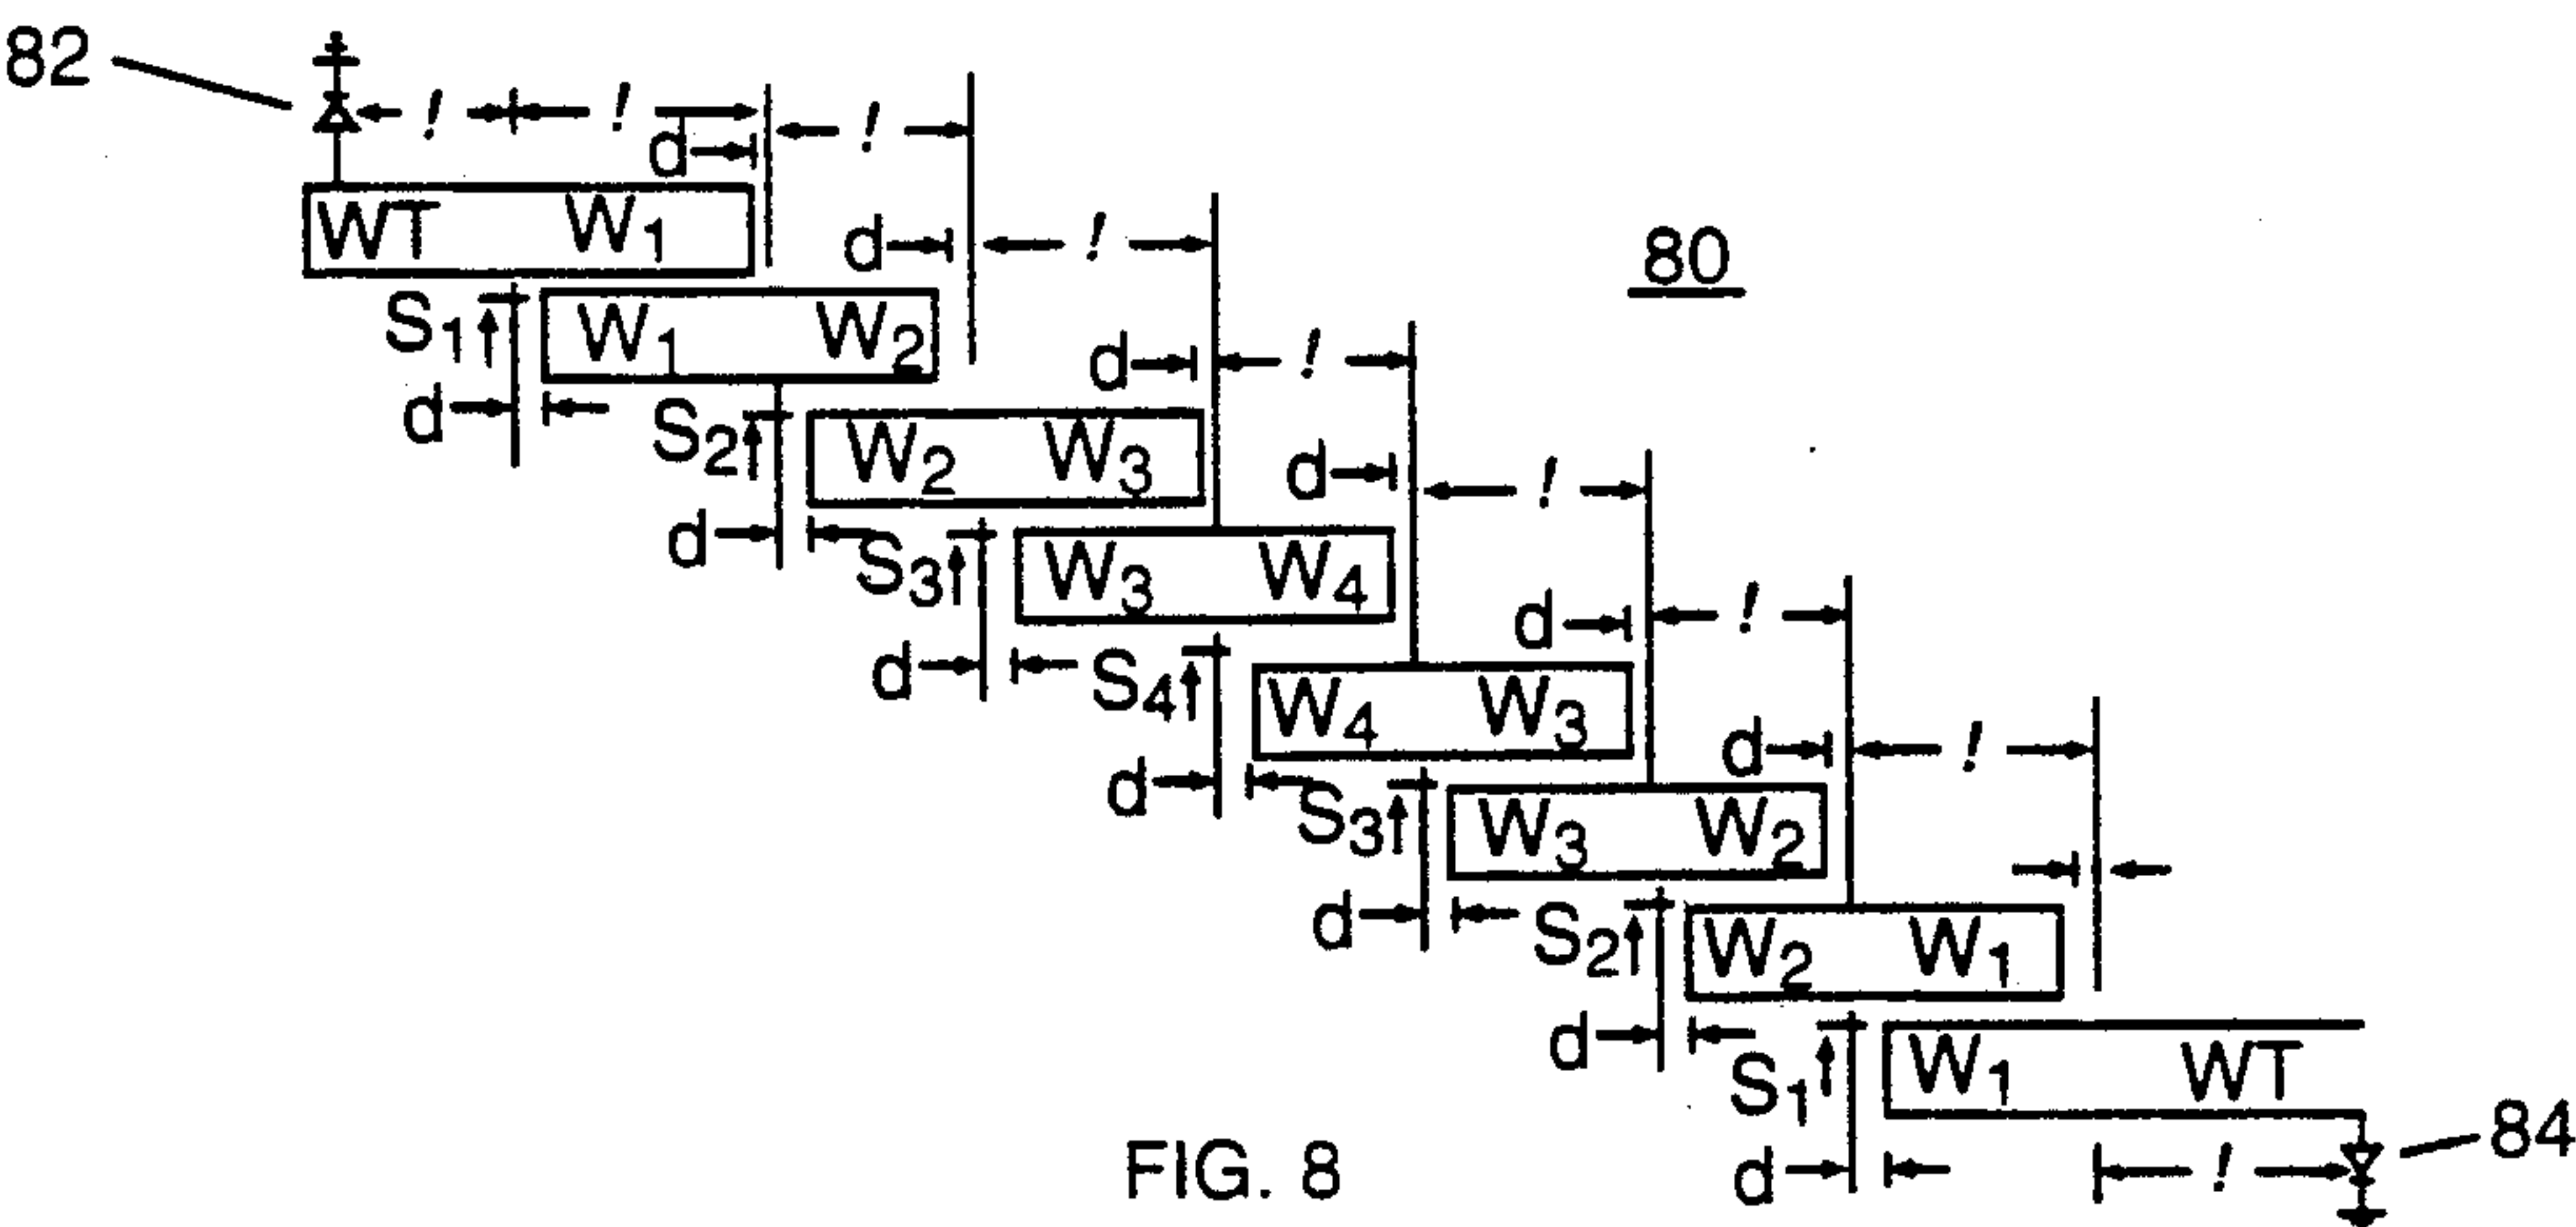 82
! ! !
d
WT W1
d !
80
S1 W1 W2
d !
d S2 W2 W3
d !
d S3 W3 W4
d !
d S4 W4 W3
d !
d S3 W3 W2
d S2 W2 W1
d S1 W1 WT
d ! 84
FIG. 8